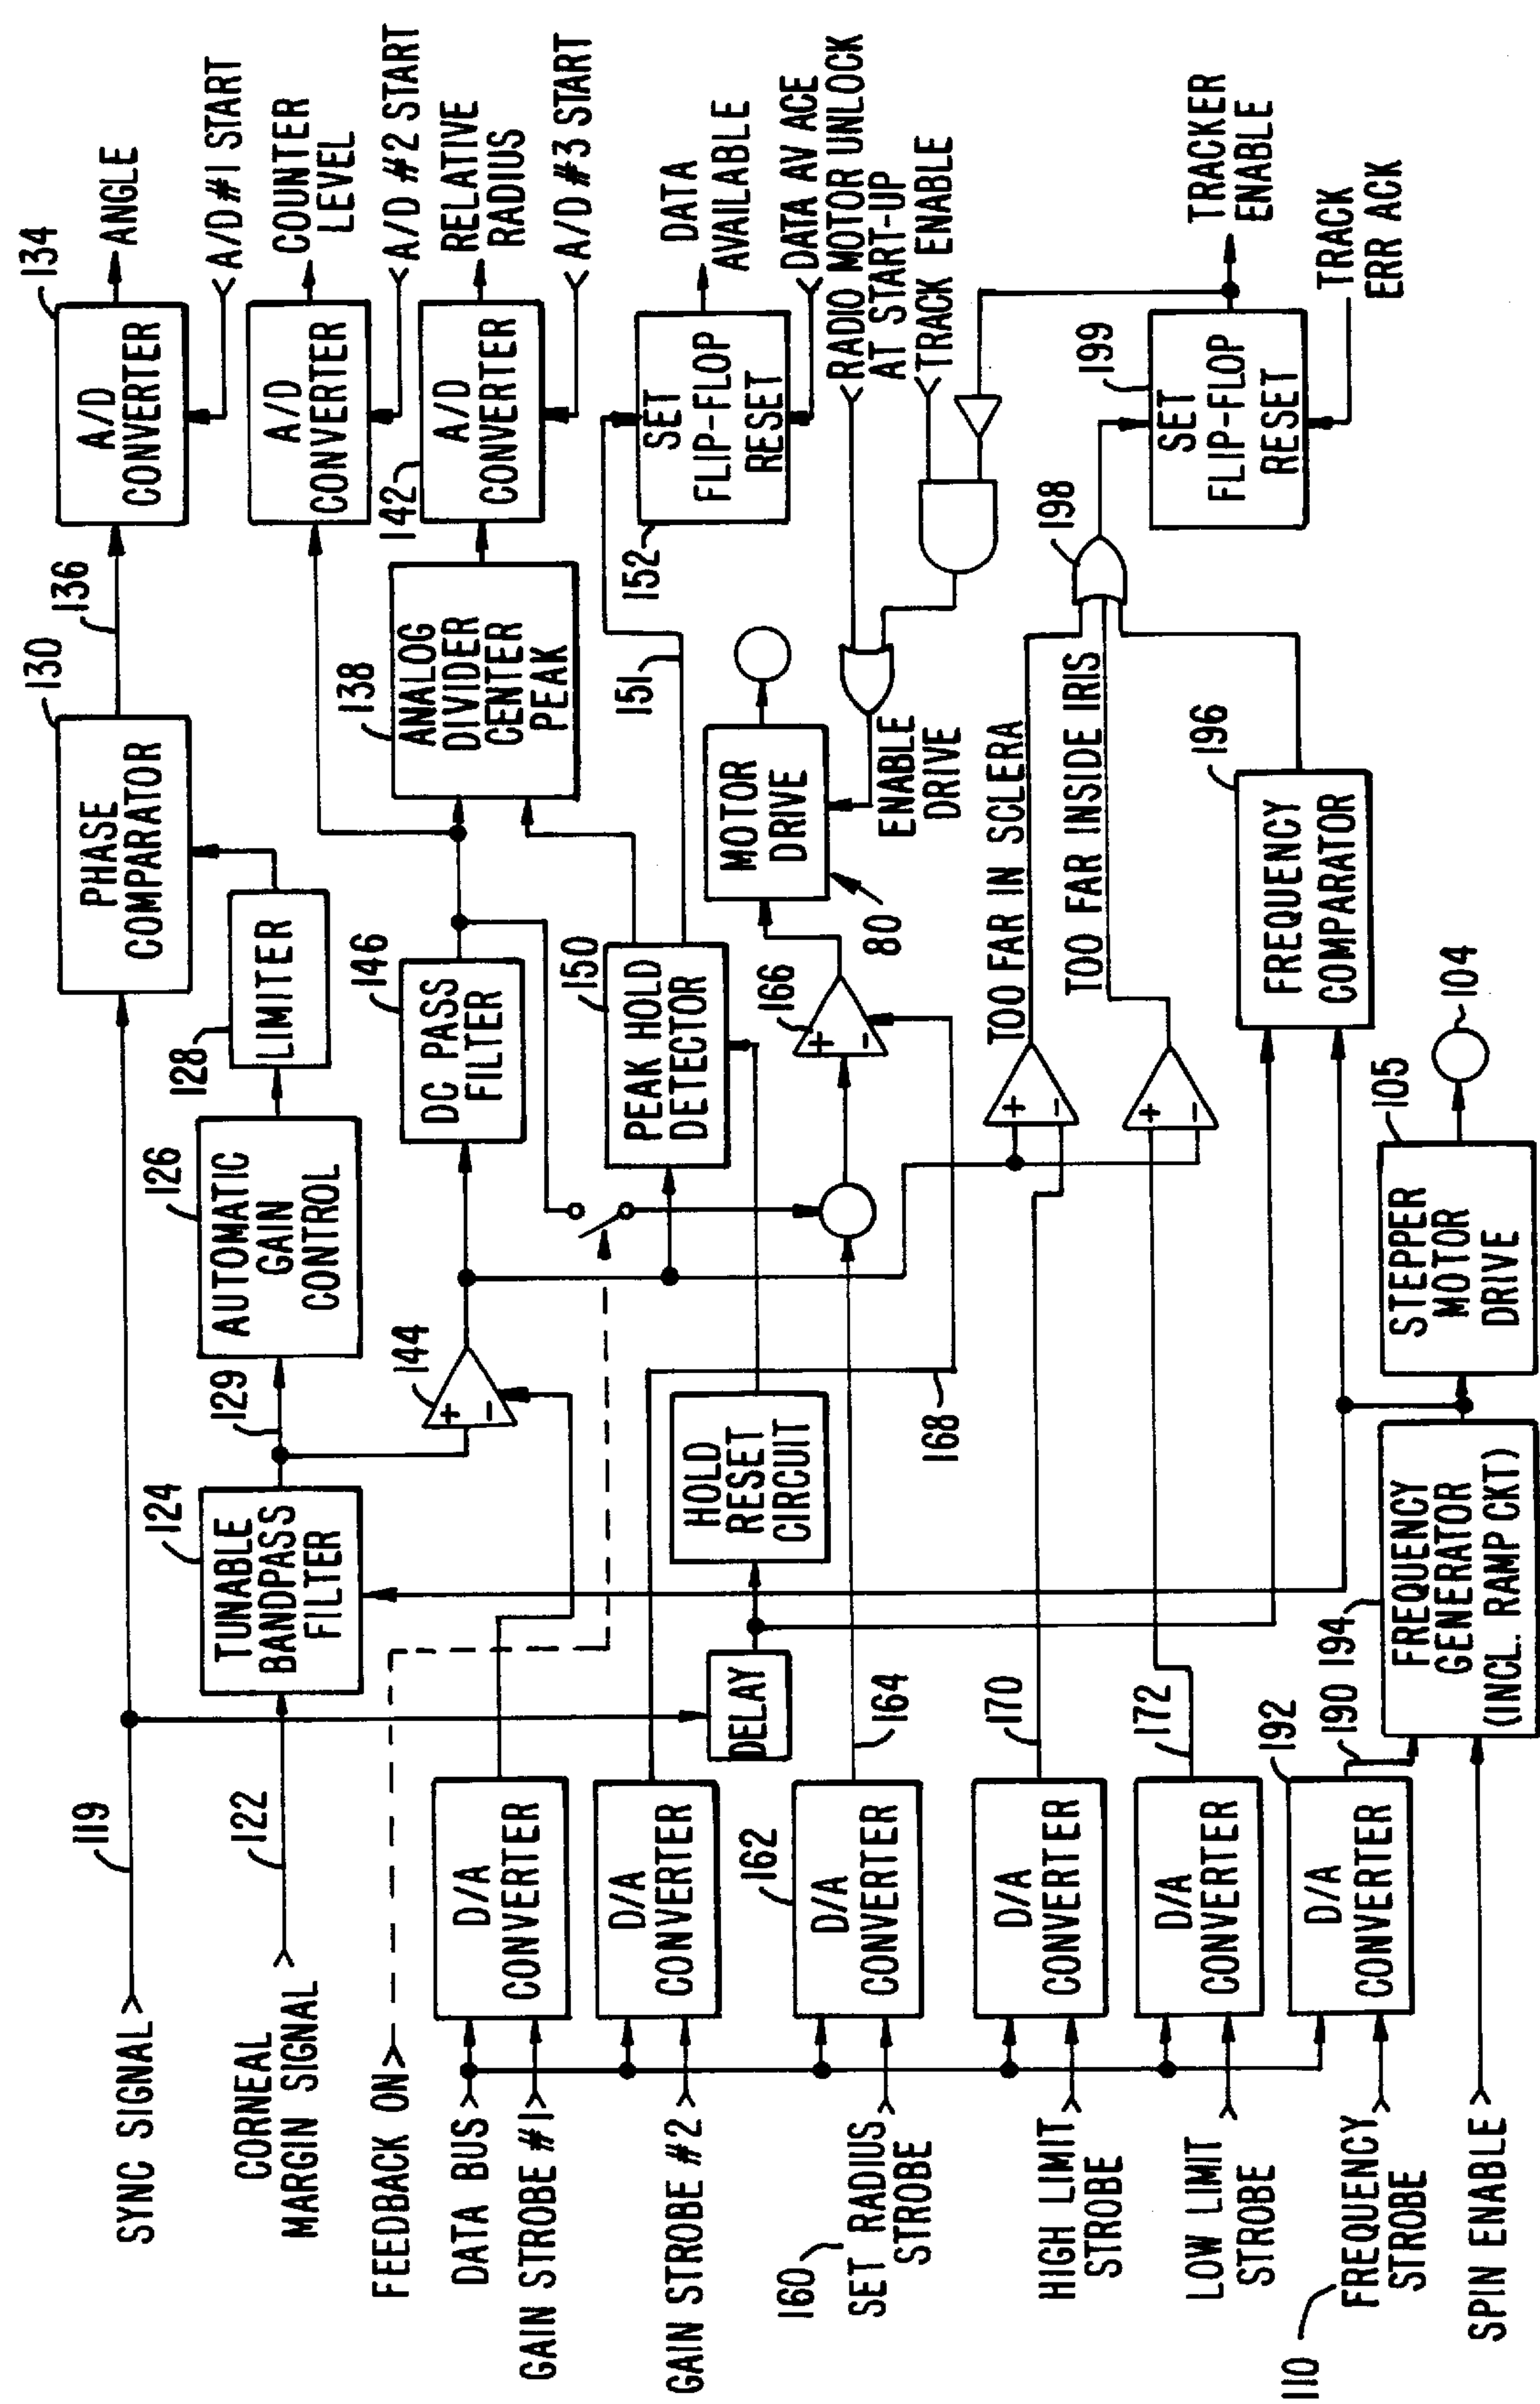 SYNC SIGNAL
119
CORNEAL
MARGIN SIGNAL
122
FEEDBACK ON
DATA BUS
GAIN STROBE #1
GAIN STROBE #2
160
SET RADIUS
STROBE
HIGH LIMIT
STROBE
LOW LIMIT
STROBE
110
FREQUENCY
STROBE
SPIN ENABLE
D/A
CONVERTER
D/A
CONVERTER
162
D/A
CONVERTER
164
D/A
CONVERTER
170
D/A
CONVERTER
172
192
D/A
CONVERTER
190
DELAY
124
TUNABLE
BANDPASS
FILTER
129
HOLD
RESET
CIRCUIT
168
194
FREQUENCY
GENERATOR
(INCL. RAMP CKT)
126
AUTOMATIC
GAIN
CONTROL
144
+
-
105
STEPPER
MOTOR
DRIVE
104
128
LIMITER
146
DC PASS
FILTER
150
PEAK HOLD
DETECTOR
166
+
-
+
-
+
-
TOO FAR IN SCLERA
TOO FAR INSIDE IRIS
196
FREQUENCY
COMPARATOR
130
PHASE
COMPARATOR
136
138
ANALOG
DIVIDER
CENTER
PEAK
151
80
MOTOR
DRIVE
ENABLE
DRIVE
198
134
A/D
CONVERTER
ANGLE
A/D #1 START
A/D
CONVERTER
COUNTER
LEVEL
A/D #2 START
142
A/D
CONVERTER
RELATIVE
RADIUS
A/D #3 START
152
SET
FLIP-FLOP
RESET
DATA
AVAILABLE
DATA AV ACE
RADIO MOTOR UNLOCK
AT START-UP
TRACK ENABLE
199
SET
FLIP-FLOP
RESET
TRACKER
ENABLE
TRACK
ERR ACK